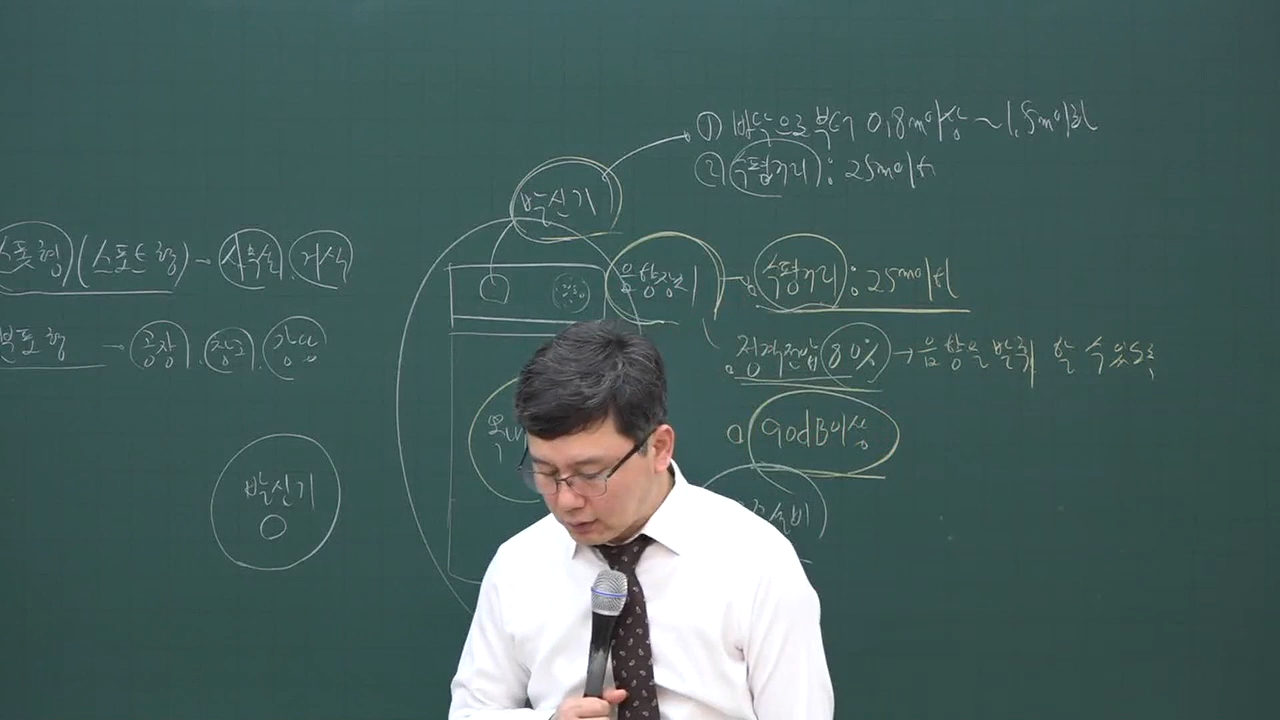 ① 바닥으로부터 0.8m이상 ~ 1.5m이하
② 수평거리 : 25m이하
발신기
스폿형 (스포트형) → 사무실, 거실
음향장치
수평거리 : 25m이하
분포형 → 공장, 창고, 강당
정격전압 80% → 음향을 발할 수 있도록
90dB이상
발신기
옥내